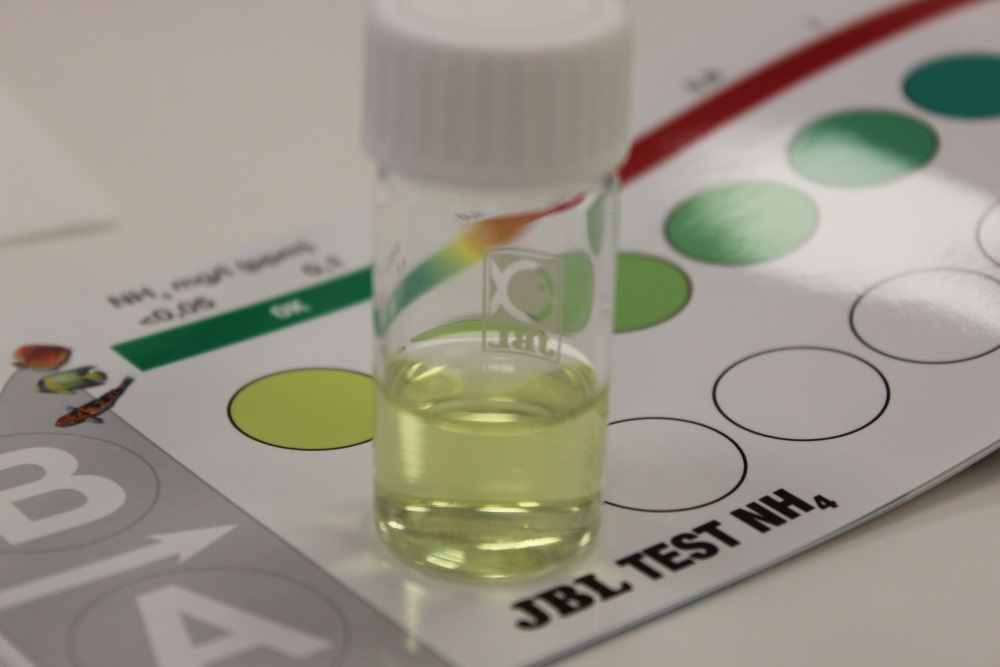 NH₄ mg/l (ppm)
<0,05
0,1
OK
JBL
B
A
JBL TEST NH₄